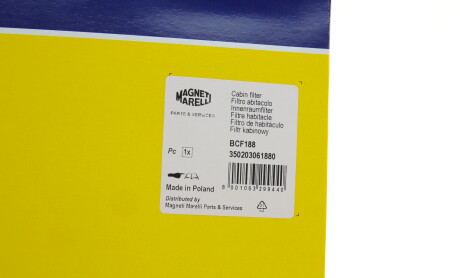 MAGNETI
MARELLI
PARTS & SERVICES
Cabin filter
Filtro abitacolo
Innenraumfilter
Filtre habitacle
Filtro de habitáculo
Filtr kabinowy
BCF188
Pc 1x
350203061880
Made in Poland
Distributed by
Magneti Marelli Parts & Services